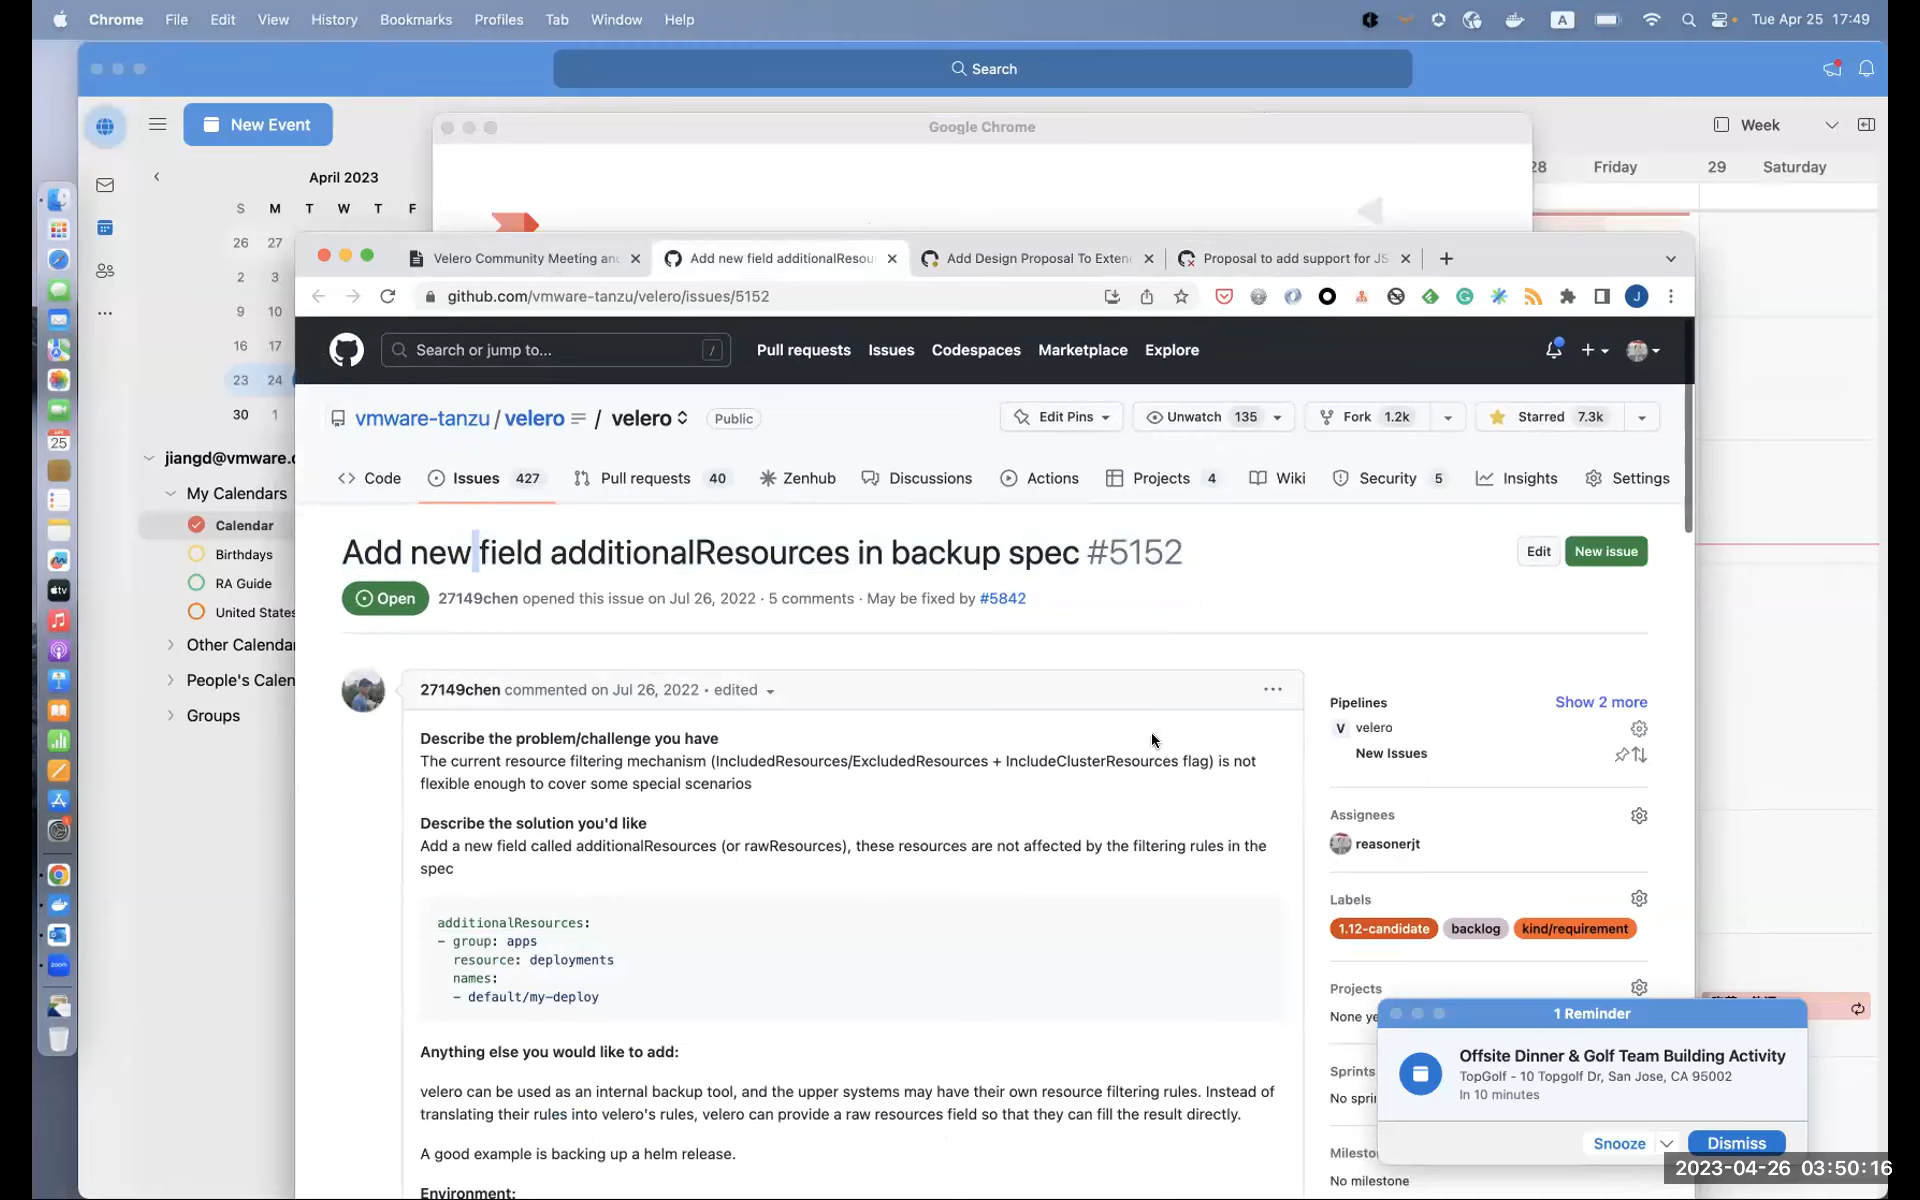 Chrome File Edit View History Bookmarks Profiles Tab Window Help A Tue Apr 25 17:49
Search
New Event
Google Chrome
Week
28 Friday 29 Saturday
April 2023
S M T W T F
26 27
2 3
9 10
16 17
23 24
30 1
jiangd@vmware.c
My Calendars
Calendar
Birthdays
RA Guide
United States
Other Calendar
People's Calen
Groups
APR 25
tv
zoom
Velero Community Meeting and
Add new field additionalResou
Add Design Proposal To Exten
Proposal to add support for JS
github.com/vmware-tanzu/velero/issues/5152
J
Search or jump to... /
Pull requests Issues Codespaces Marketplace Explore
vmware-tanzu / velero / velero Public
Edit Pins Unwatch 135 Fork 1.2k Starred 7.3k
Code Issues 427 Pull requests 40 Zenhub Discussions Actions Projects 4 Wiki Security 5 Insights Settings
Add new field additionalResources in backup spec #5152
Edit New issue
Open 27149chen opened this issue on Jul 26, 2022 · 5 comments · May be fixed by #5842
27149chen commented on Jul 26, 2022 • edited
Describe the problem/challenge you have
The current resource filtering mechanism (IncludedResources/ExcludedResources + IncludeClusterResources flag) is not
flexible enough to cover some special scenarios
Describe the solution you'd like
Add a new field called additionalResources (or rawResources), these resources are not affected by the filtering rules in the
spec
additionalResources:
- group: apps
resource: deployments
names:
- default/my-deploy
Anything else you would like to add:
velero can be used as an internal backup tool, and the upper systems may have their own resource filtering rules. Instead of
translating their rules into velero's rules, velero can provide a raw resources field so that they can fill the result directly.
A good example is backing up a helm release.
Environment:
Pipelines Show 2 more
V velero
New Issues
Assignees
reasonerjt
Labels
1.12-candidate backlog kind/requirement
Projects
None ye
Sprints
No sprin
Milesto
No milestone
1 Reminder
Offsite Dinner & Golf Team Building Activity
TopGolf - 10 Topgolf Dr, San Jose, CA 95002
In 10 minutes
Snooze Dismiss
2023-04-26 03:50:16